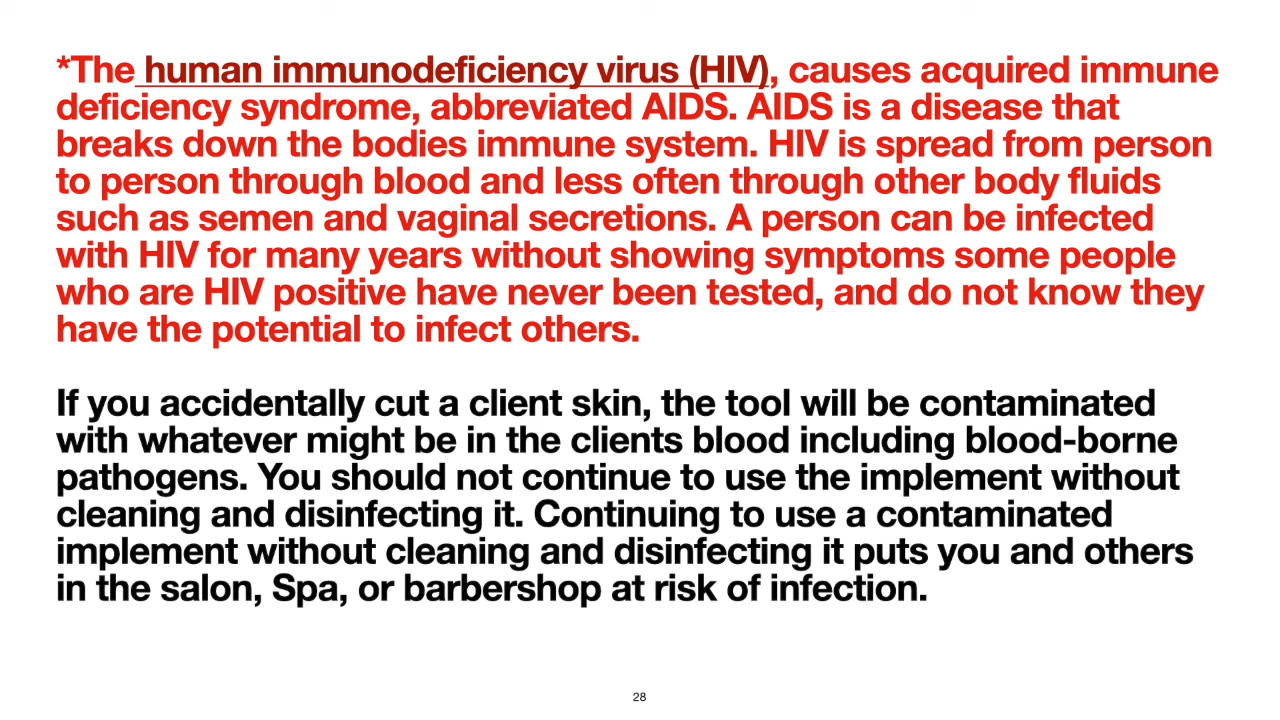 *The human immunodeficiency virus (HIV), causes acquired immune
deficiency syndrome, abbreviated AIDS. AIDS is a disease that
breaks down the bodies immune system. HIV is spread from person
to person through blood and less often through other body fluids
such as semen and vaginal secretions. A person can be infected
with HIV for many years without showing symptoms some people
who are HIV positive have never been tested, and do not know they
have the potential to infect others.
If you accidentally cut a client skin, the tool will be contaminated
with whatever might be in the clients blood including blood-borne
pathogens. You should not continue to use the implement without
cleaning and disinfecting it. Continuing to use a contaminated
implement without cleaning and disinfecting it puts you and others
in the salon, Spa, or barbershop at risk of infection.
28